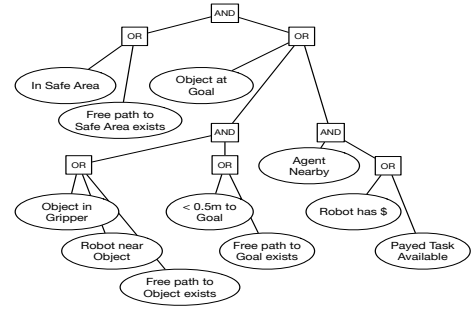 AND
OR
OR
In Safe Area
Object at
Goal
Free path to
Safe Area exists
AND
AND
OR
OR
Agent
Nearby
OR
Object in
Gripper
< 0.5m to
Goal
Robot has $
Robot near
Object
Free path to
Goal exists
Payed Task
Available
Free path to
Object exists